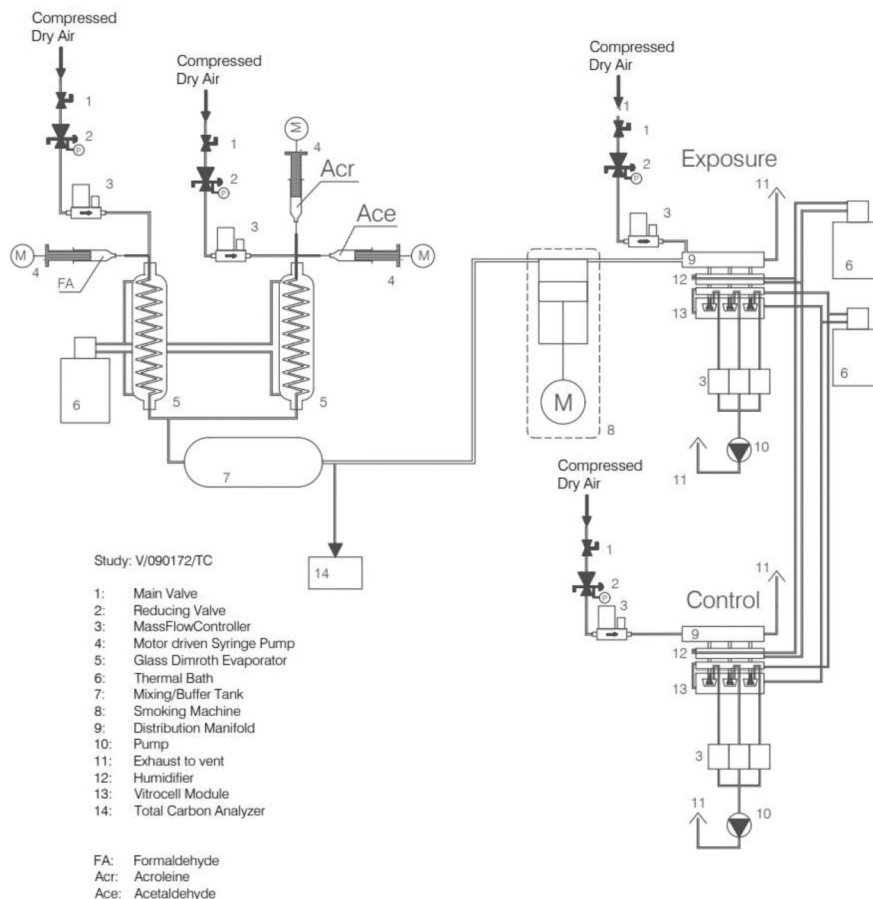 Compressed
Dry Air
1
2
P
3
M
4
FA
Compressed
Dry Air
1
2
P
3
M
4
Acr
Ace
4
M
6
5
5
7
14
M
8
Compressed
Dry Air
11
1
2
P
3
Exposure
11
9
12
13
3
10
11
6
6
Compressed
Dry Air
1
2
P
3
Control
11
9
12
13
3
10
11
Study: V/090172/TC
1: Main Valve
2: Reducing Valve
3: MassFlowController
4: Motor driven Syringe Pump
5: Glass Dimroth Evaporator
6: Thermal Bath
7: Mixing/Buffer Tank
8: Smoking Machine
9: Distribution Manifold
10: Pump
11: Exhaust to vent
12: Humidifier
13: Vitrocell Module
14: Total Carbon Analyzer
FA: Formaldehyde
Acr: Acroleine
Ace: Acetaldehyde